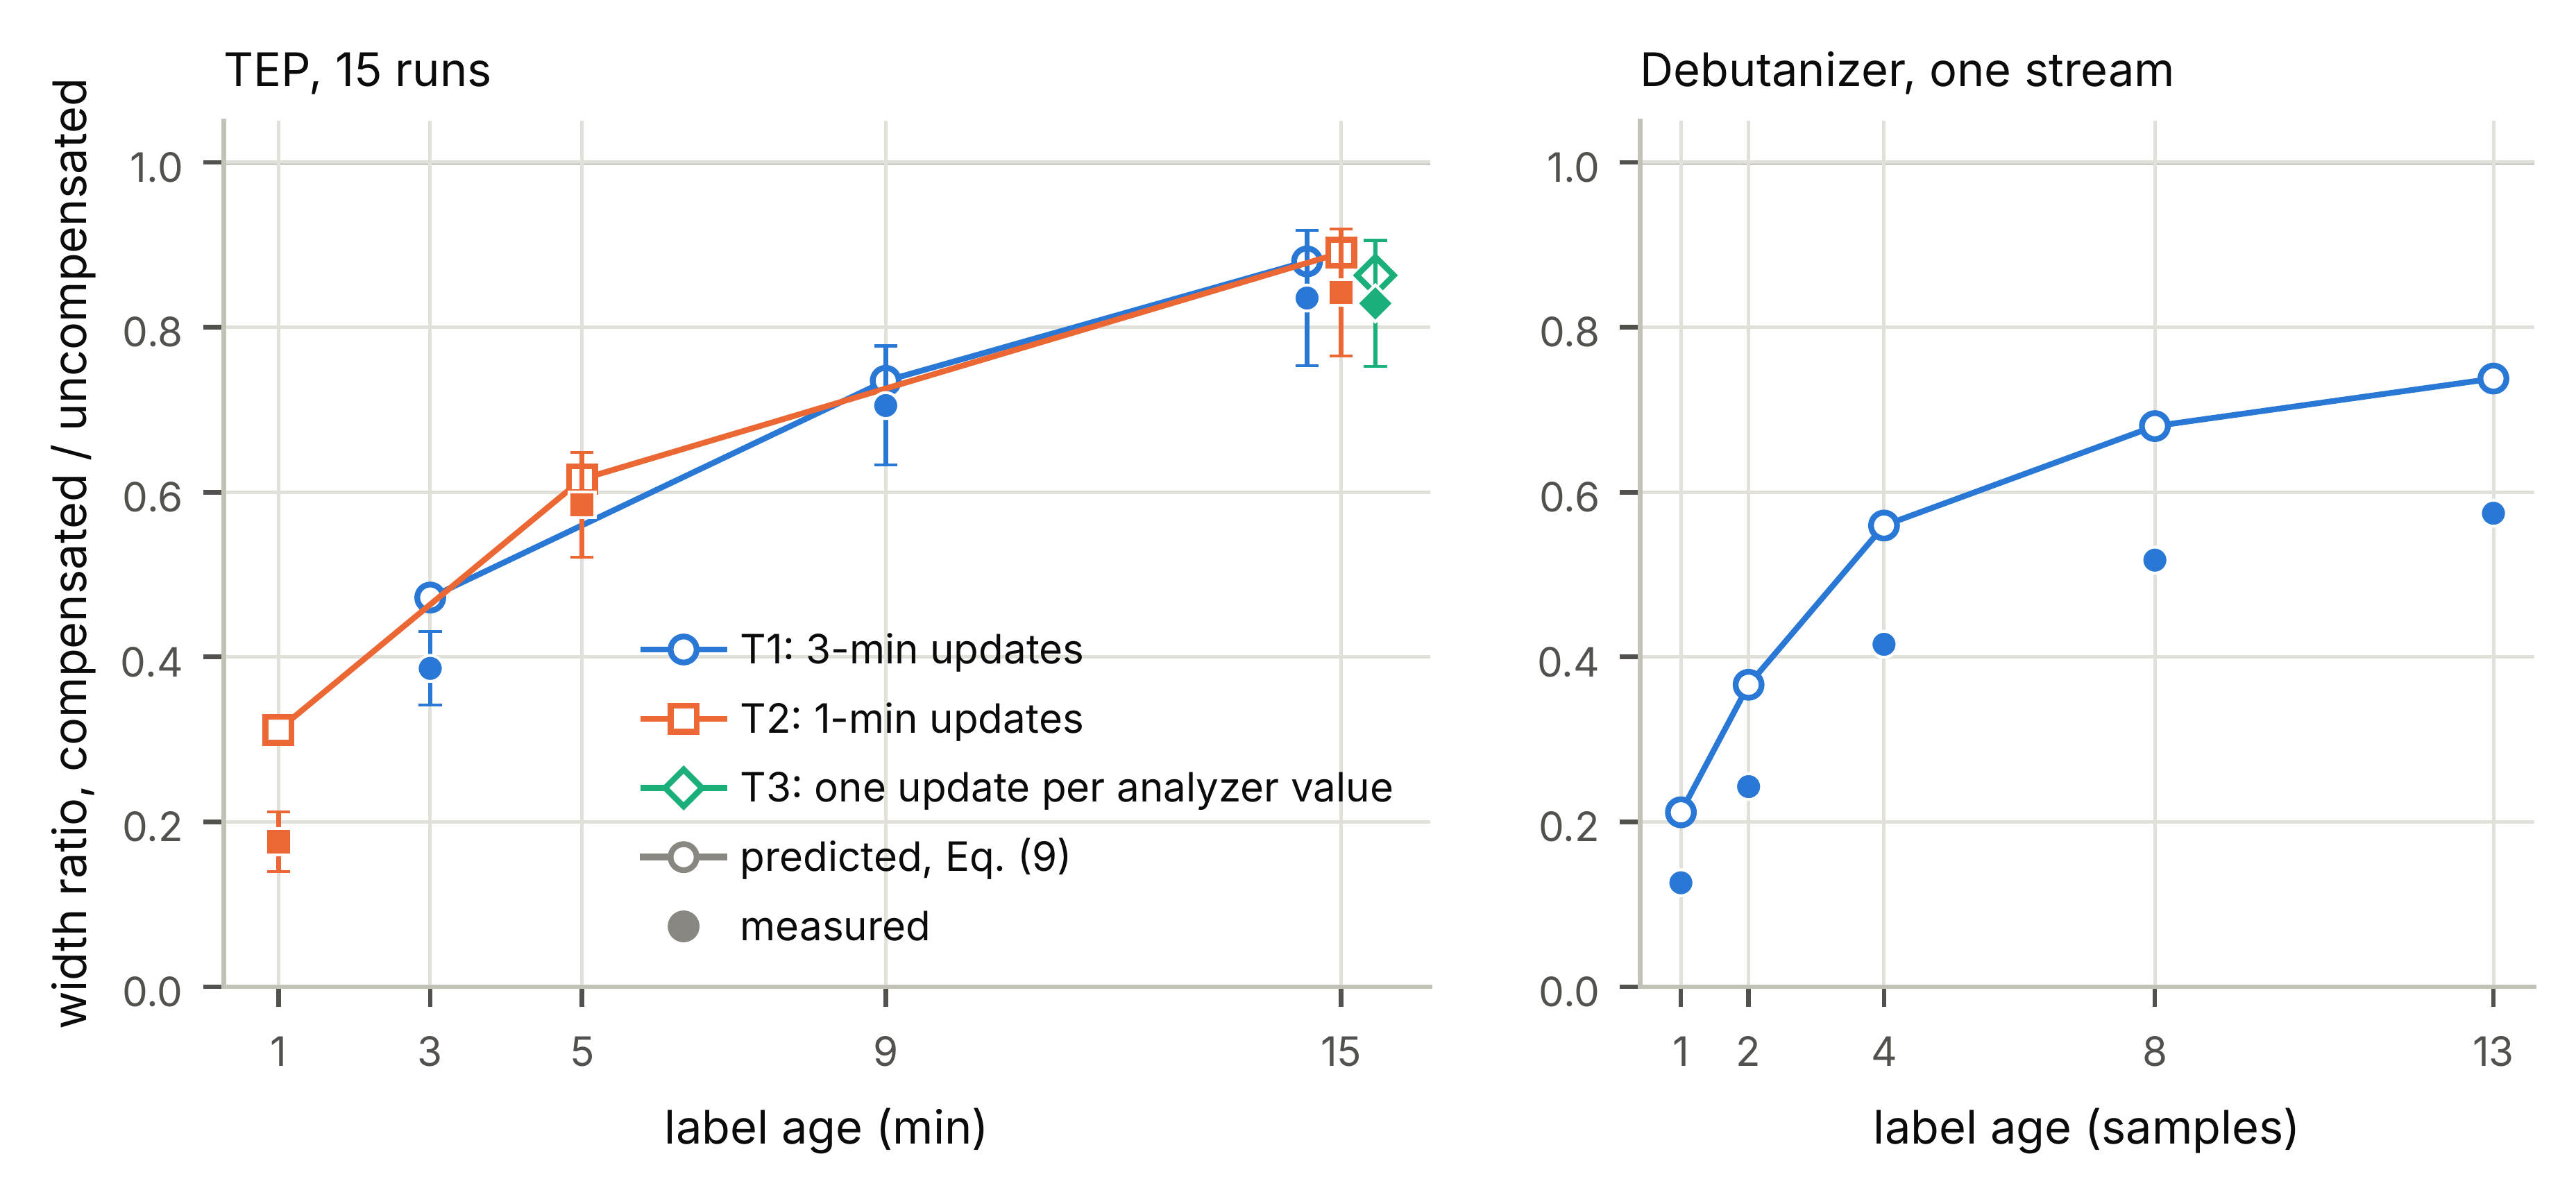 TEP, 15 runs
width ratio, compensated / uncompensated
1.0
0.8
0.6
0.4
0.2
0.0
T1: 3-min updates
T2: 1-min updates
T3: one update per analyzer value
predicted, Eq. (9)
measured
1 3 5 9 15
label age (min)
Debutanizer, one stream
1.0
0.8
0.6
0.4
0.2
0.0
1 2 4 8 13
label age (samples)